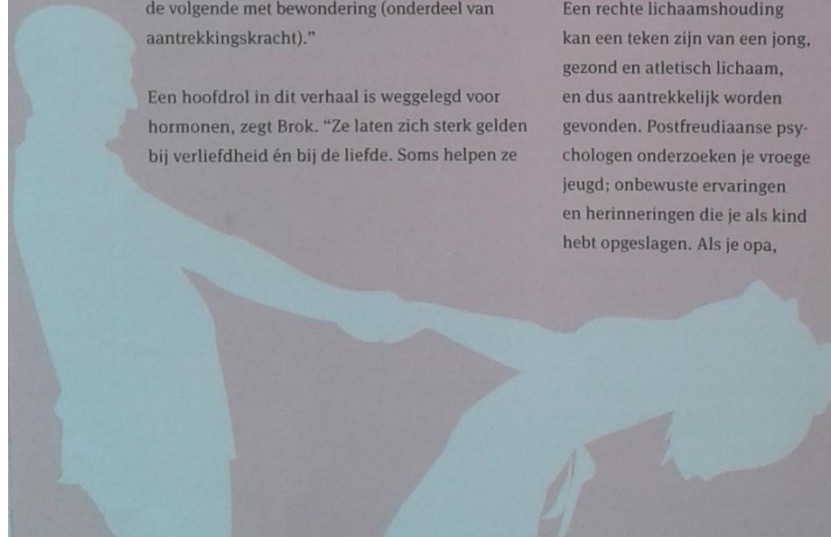 de volgende met bewondering (onderdeel van
aantrekkingskracht).”
Een hoofdrol in dit verhaal is weggelegd voor
hormonen, zegt Brok. “Ze laten zich sterk gelden
bij verliefdheid én bij de liefde. Soms helpen ze
Een rechte lichaamshouding
kan een teken zijn van een jong,
gezond en atletisch lichaam,
en dus aantrekkelijk worden
gevonden. Postfreudiaanse psy-
chologen onderzoeken je vroege
jeugd; onbewuste ervaringen
en herinneringen die je als kind
hebt opgeslagen. Als je opa,